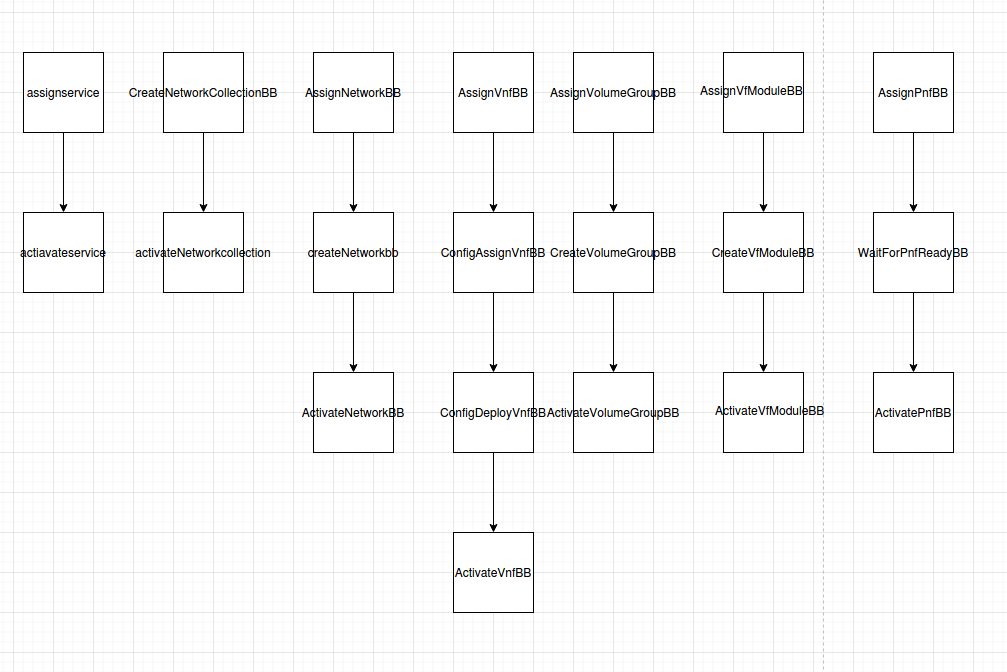 assignservice
CreateNetworkCollectionBB
AssignNetworkBB
AssignVnfBB
AssignVolumeGroupBB
AssignVfModuleBB
AssignPnfBB
actiavateservice
activateNetworkcollection
createNetworkbb
ConfigAssignVnfBB
CreateVolumeGroupBB
CreateVfModuleBB
WaitForPnfReadyBB
ActivateNetworkBB
ConfigDeployVnfBB
ActivateVolumeGroupBB
ActivateVfModuleBB
ActivatePnfBB
ActivateVnfBB